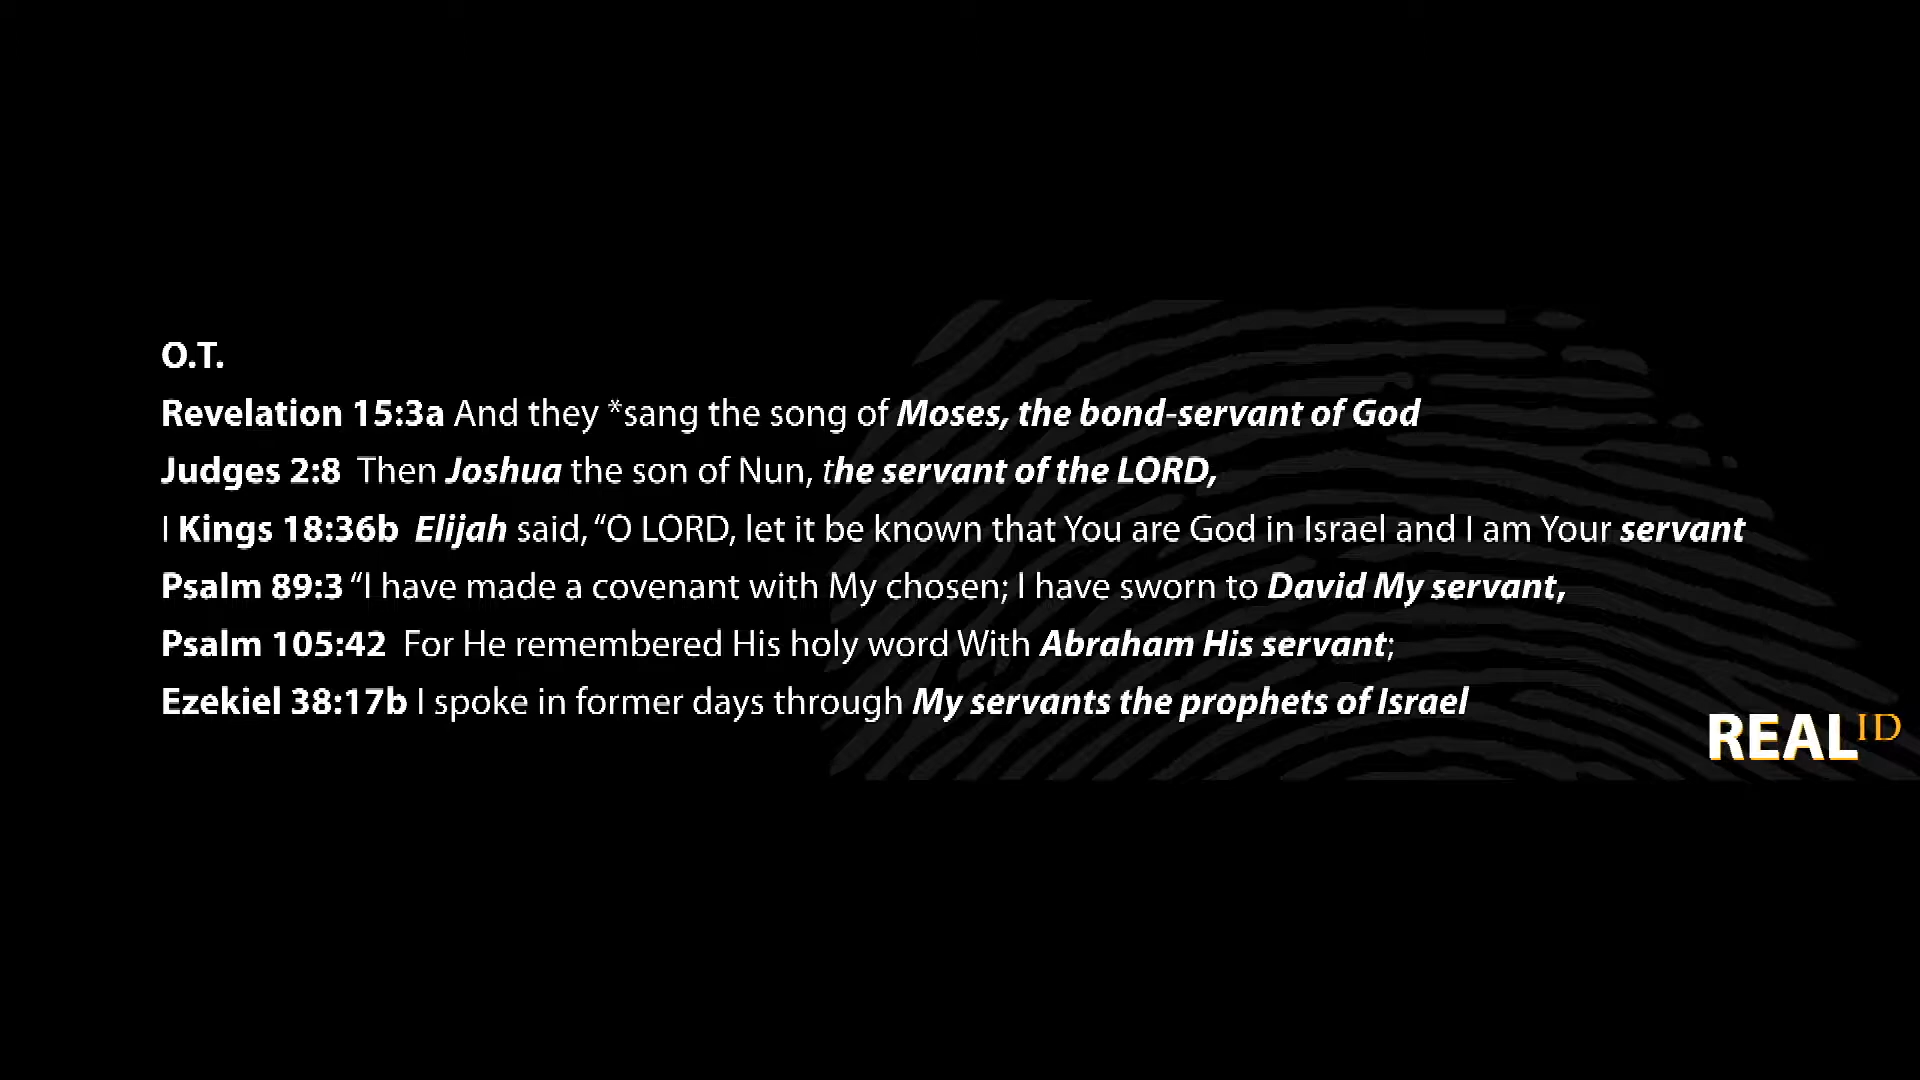 O.T.
Revelation 15:3a And they *sang the song of Moses, the bond-servant of God
Judges 2:8 Then Joshua the son of Nun, the servant of the LORD,
I Kings 18:36b Elijah said, “O LORD, let it be known that You are God in Israel and I am Your servant
Psalm 89:3 “I have made a covenant with My chosen; I have sworn to David My servant,
Psalm 105:42 For He remembered His holy word With Abraham His servant;
Ezekiel 38:17b I spoke in former days through My servants the prophets of Israel
REAL ID